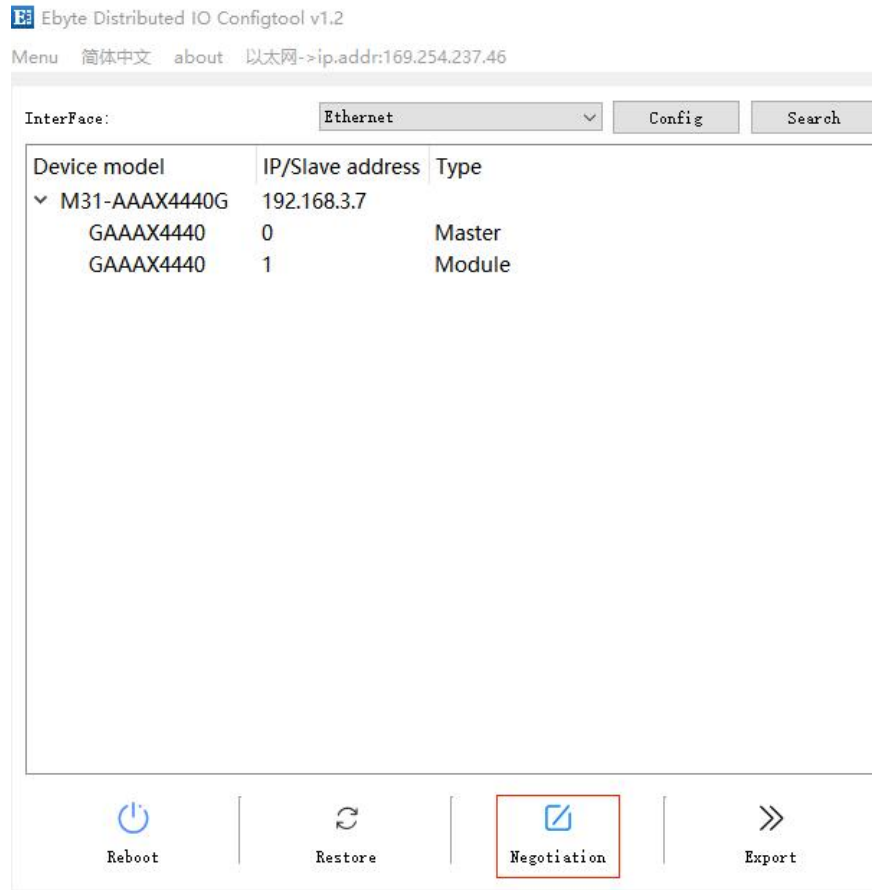 Ebyte Distributed IO Configtool v1.2
Menu 简体中文 about 以太网->ip.addr:169.254.237.46
InterFace: Ethernet Config Search
Device model IP/Slave address Type
M31-AAAX4440G 192.168.3.7
GAAAX4440 0 Master
GAAAX4440 1 Module
Reboot Restore Negotiation Export